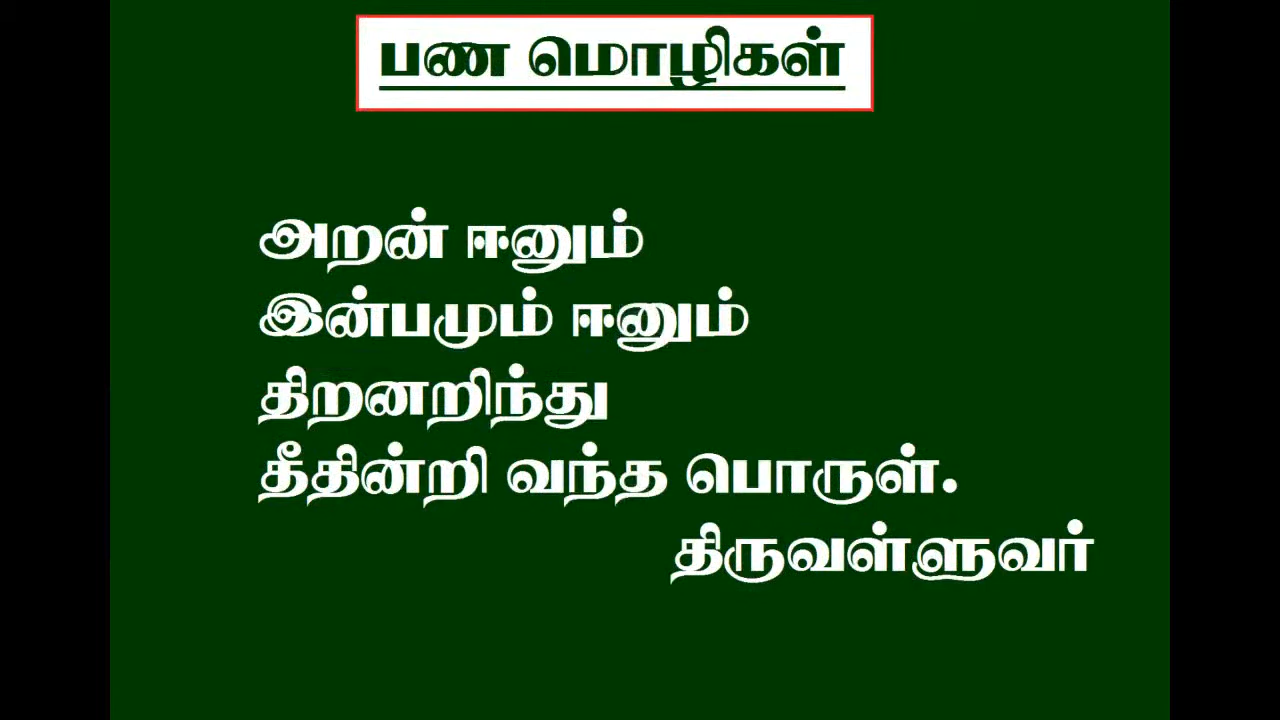 பண மொழிகள்
அறன் ஈனும்
இன்பமும் ஈனும்
திறனறிந்து
தீதின்றி வந்த பொருள்.
திருவள்ளுவர்